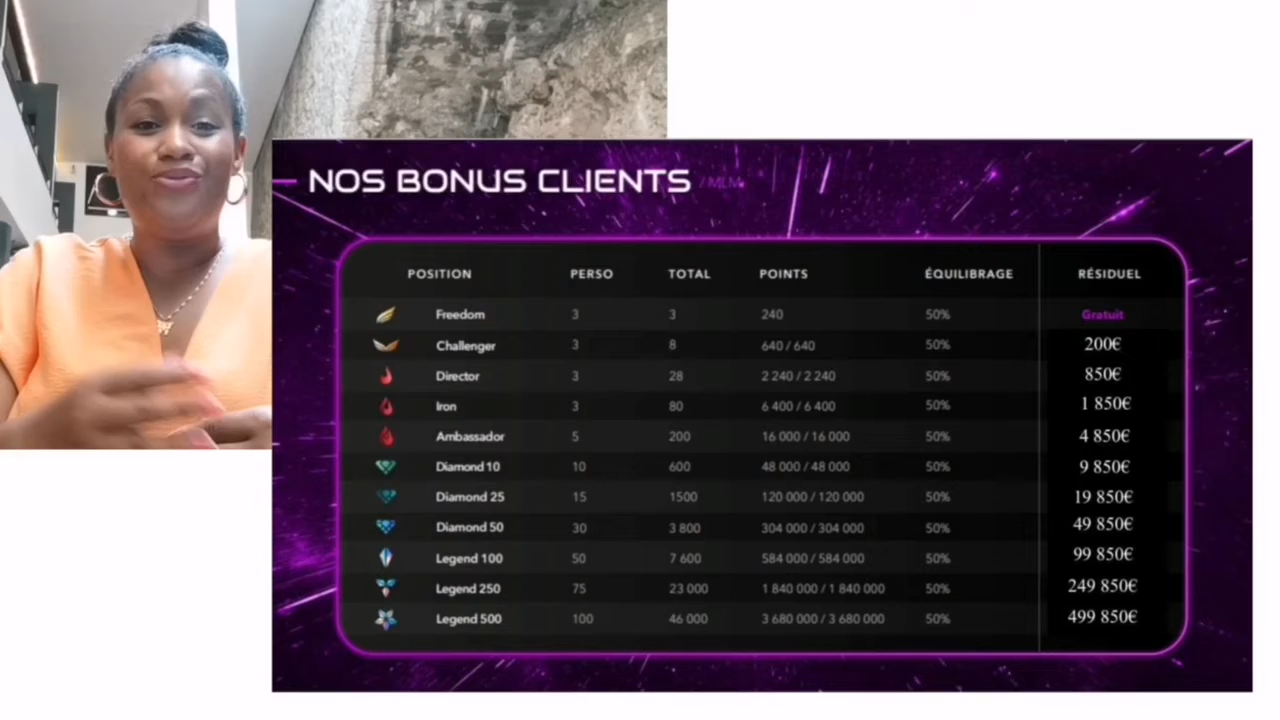 NOS BONUS CLIENTS / MLM
POSITION PERSO TOTAL POINTS ÉQUILIBRAGE RÉSIDUEL
Freedom 3 3 240 50% Gratuit
Challenger 3 8 640 / 640 50% 200€
Director 3 28 2 240 / 2 240 50% 850€
Iron 3 80 6 400 / 6 400 50% 1 850€
Ambassador 5 200 16 000 / 16 000 50% 4 850€
Diamond 10 10 600 48 000 / 48 000 50% 9 850€
Diamond 25 15 1500 120 000 / 120 000 50% 19 850€
Diamond 50 30 3 800 304 000 / 304 000 50% 49 850€
Legend 100 50 7 600 584 000 / 584 000 50% 99 850€
Legend 250 75 23 000 1 840 000 / 1 840 000 50% 249 850€
Legend 500 100 46 000 3 680 000 / 3 680 000 50% 499 850€